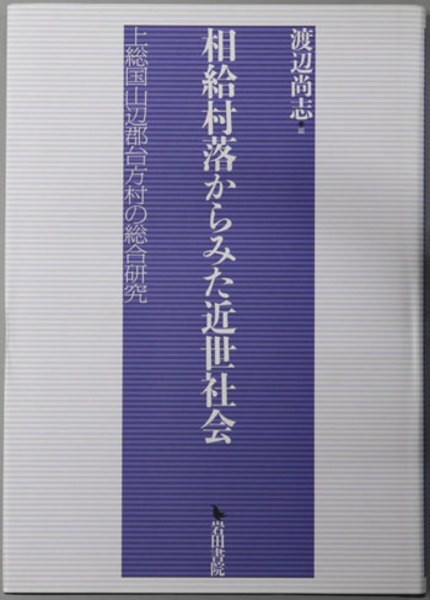 渡辺尚志・編
相給村落からみた近世社会
上総国山辺郡台方村の総合研究
岩田書院